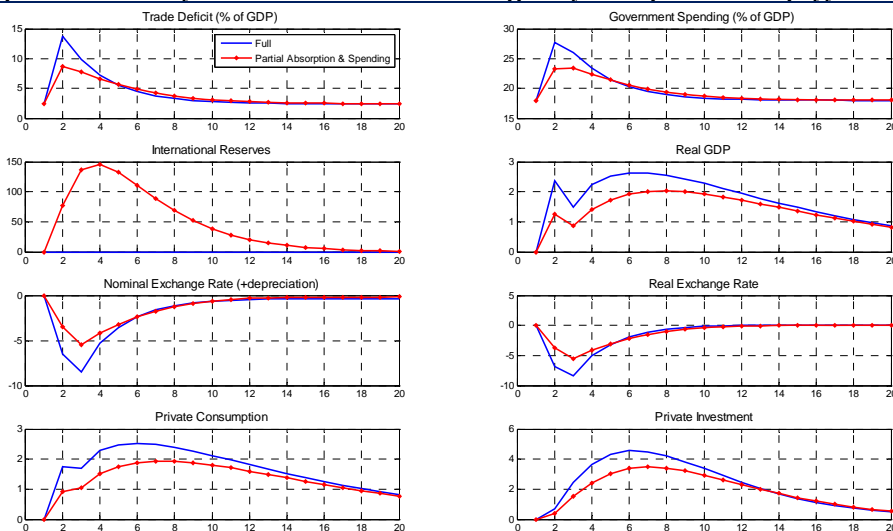 Trade Deficit (% of GDP)
15
10
5
0
0 2 4 6 8 10 12 14 16 18 20
Full
Partial Absorption & Spending
Government Spending (% of GDP)
30
25
20
15
0 2 4 6 8 10 12 14 16 18 20
International Reserves
150
100
50
0
0 2 4 6 8 10 12 14 16 18 20
Real GDP
3
2
1
0
0 2 4 6 8 10 12 14 16 18 20
Nominal Exchange Rate (+depreciation)
0
-5
-10
0 2 4 6 8 10 12 14 16 18 20
Real Exchange Rate
5
0
-5
-10
0 2 4 6 8 10 12 14 16 18 20
Private Consumption
3
2
1
0
0 2 4 6 8 10 12 14 16 18 20
Private Investment
6
4
2
0
0 2 4 6 8 10 12 14 16 18 20